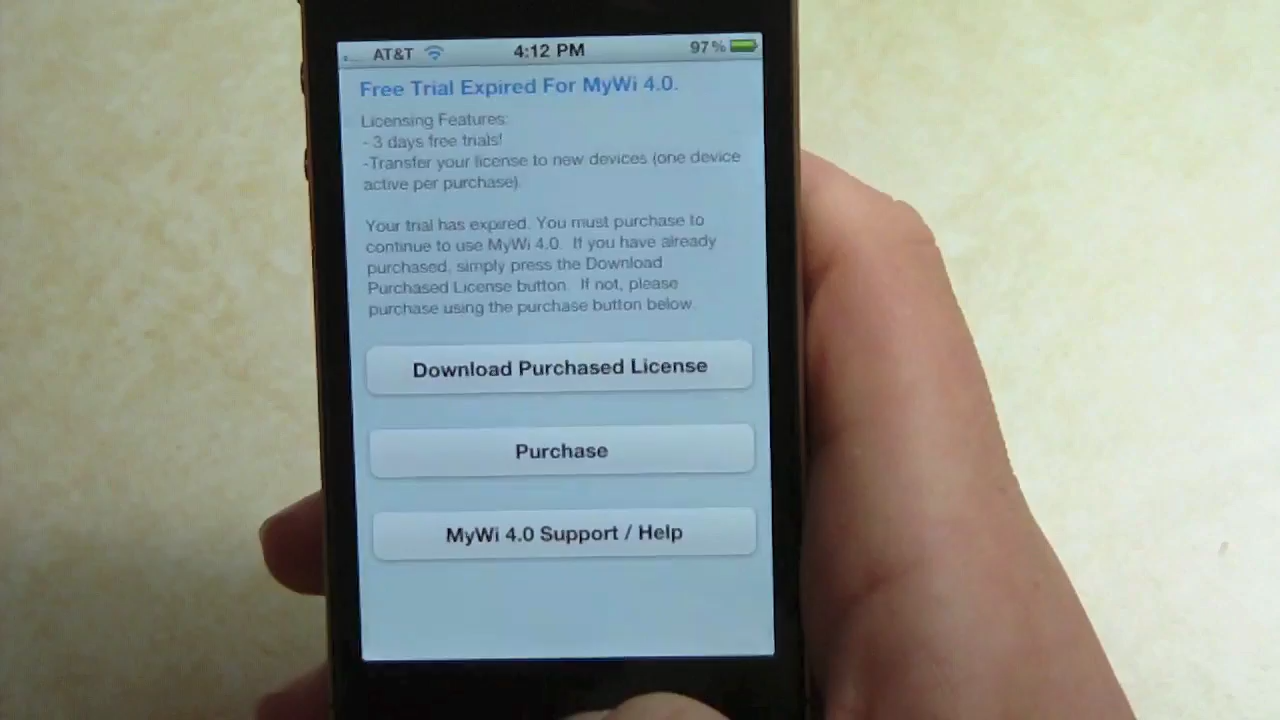 AT&T 4:12 PM 97%
Free Trial Expired For MyWi 4.0.
Licensing Features:
- 3 days free trials!
-Transfer your license to new devices (one device
active per purchase)
Your trial has expired. You must purchase to
continue to use MyWi 4.0. If you have already
purchased, simply press the Download
Purchased License button. If not, please
purchase using the purchase button below.
Download Purchased License
Purchase
MyWi 4.0 Support / Help